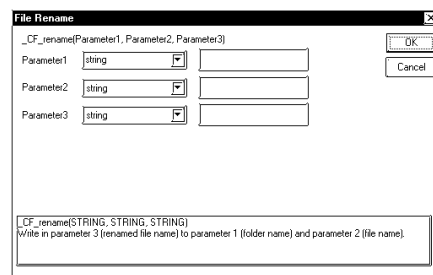 File Rename
_CF_rename(Parameter1, Parameter2, Parameter3)
OK
Parameter1 string
Cancel
Parameter2 string
Parameter3 string
_CF_rename(STRING, STRING, STRING)
Write in parameter 3 (renamed file name) to parameter 1 (folder name) and parameter 2 (file name).